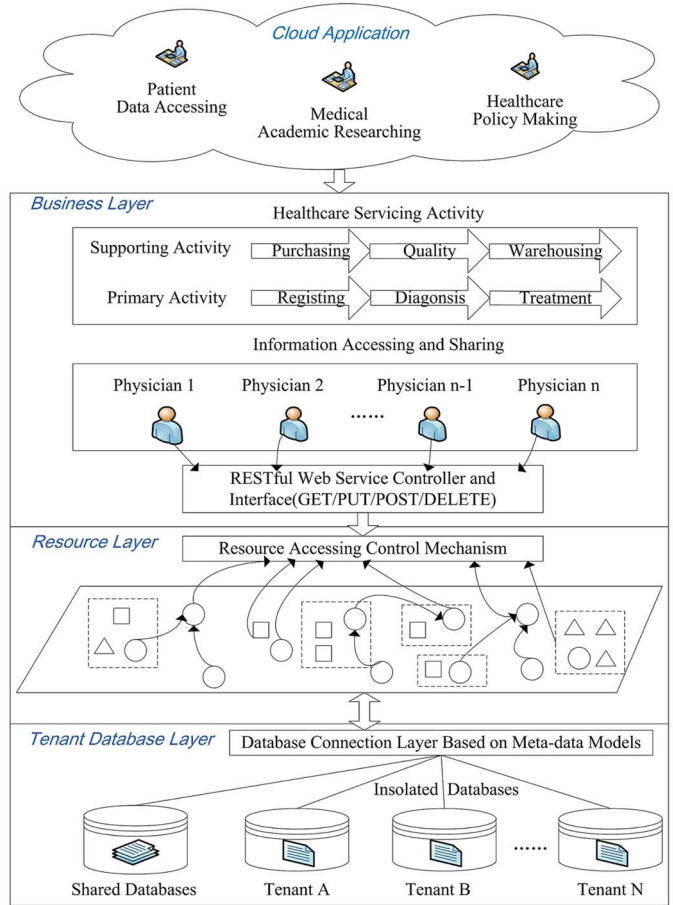 Cloud Application
Patient
Data Accessing
Medical
Academic Researching
Healthcare
Policy Making
Business Layer
Healthcare Servicing Activity
Supporting Activity
Purchasing
Quality
Warehousing
Primary Activity
Registing
Diagonsis
Treatment
Information Accessing and Sharing
Physician 1
Physician 2
......
Physician n-1
Physician n
RESTful Web Service Controller and
Interface(GET/PUT/POST/DELETE)
Resource Layer
Resource Accessing Control Mechanism
Tenant Database Layer
Database Connection Layer Based on Meta-data Models
Insolated Databases
......
Shared Databases
Tenant A
Tenant B
Tenant N